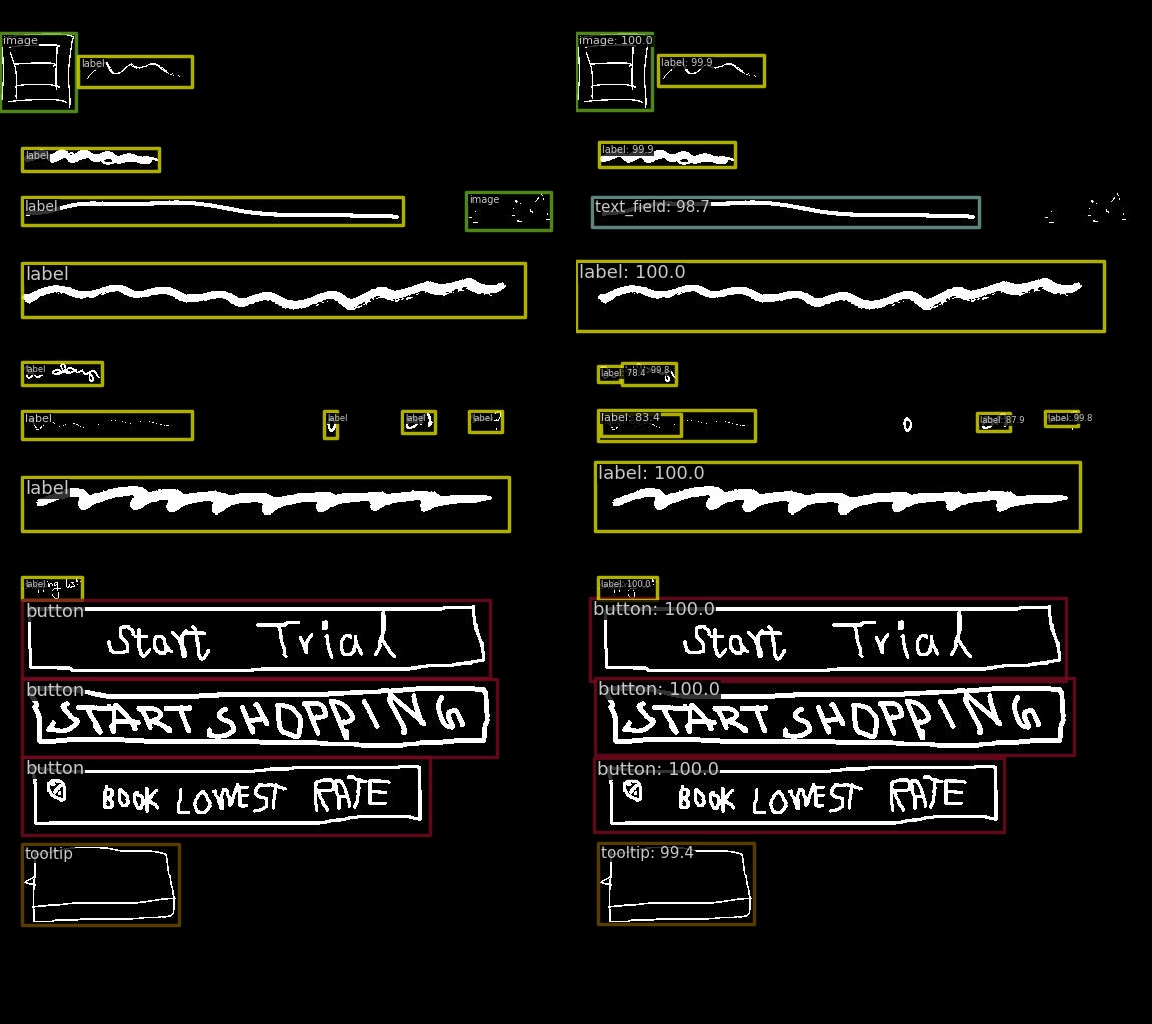 image image: 100.0
label label: 99.9
label label: 99.9
label image text_field: 98.7
label label: 100.0
label label: 78.4 99.8
label label label label label: 83.4 label: 87.9 label: 99.8
label label: 100.0
label label: 100.0
button button: 100.0
Start Trial Start Trial
button button: 100.0
START SHOPPING START SHOPPING
button button: 100.0
BOOK LOWEST RATE BOOK LOWEST RATE
tooltip tooltip: 99.4